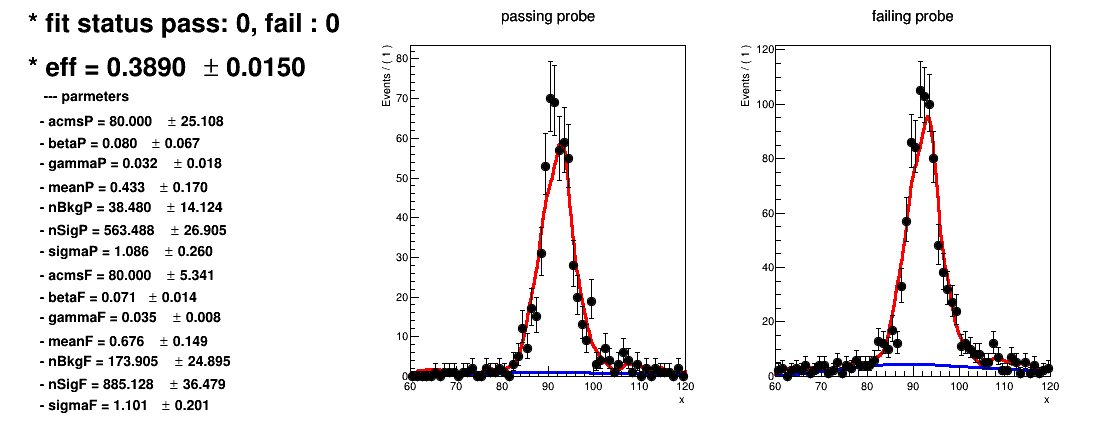 * fit status pass: 0, fail : 0
* eff = 0.3890 ± 0.0150
--- parmeters
- acmsP = 80.000 ± 25.108
- betaP = 0.080 ± 0.067
- gammaP = 0.032 ± 0.018
- meanP = 0.433 ± 0.170
- nBkgP = 38.480 ± 14.124
- nSigP = 563.488 ± 26.905
- sigmaP = 1.086 ± 0.260
- acmsF = 80.000 ± 5.341
- betaF = 0.071 ± 0.014
- gammaF = 0.035 ± 0.008
- meanF = 0.676 ± 0.149
- nBkgF = 173.905 ± 24.895
- nSigF = 885.128 ± 36.479
- sigmaF = 1.101 ± 0.201
passing probe
Events / ( 1 )
80
70
60
50
40
30
20
10
0
60 70 80 90 100 110 120
x
failing probe
Events / ( 1 )
120
100
80
60
40
20
0
60 70 80 90 100 110 120
x